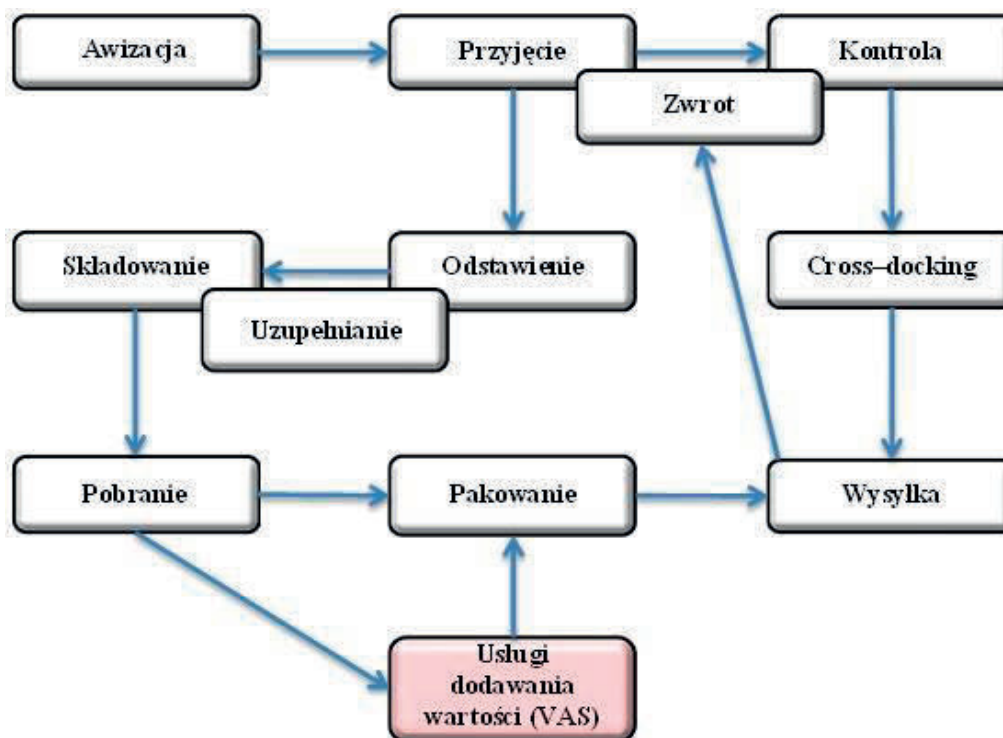 Awizacja
Przyjęcie
Kontrola
Zwrot
Składowanie
Odstawienie
Cross–docking
Uzupełnianie
Pobranie
Pakowanie
Wysyłka
Usługi
dodawania
wartości (VAS)